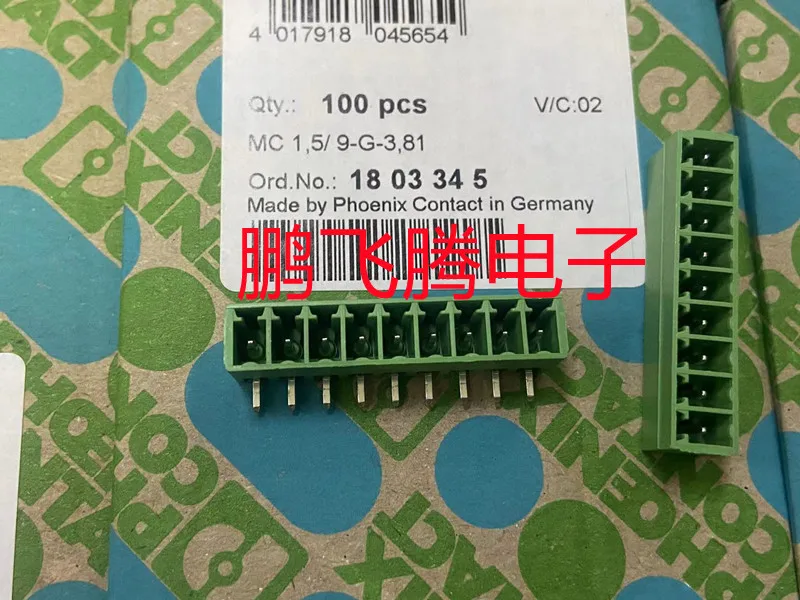 4 017918 045654
Qty.: 100 pcs V/C:02
MC 1,5/ 9-G-3,81
Ord.No.: 18 03 34 5
Made by Phoenix Contact in Germany
鹏飞腾电子